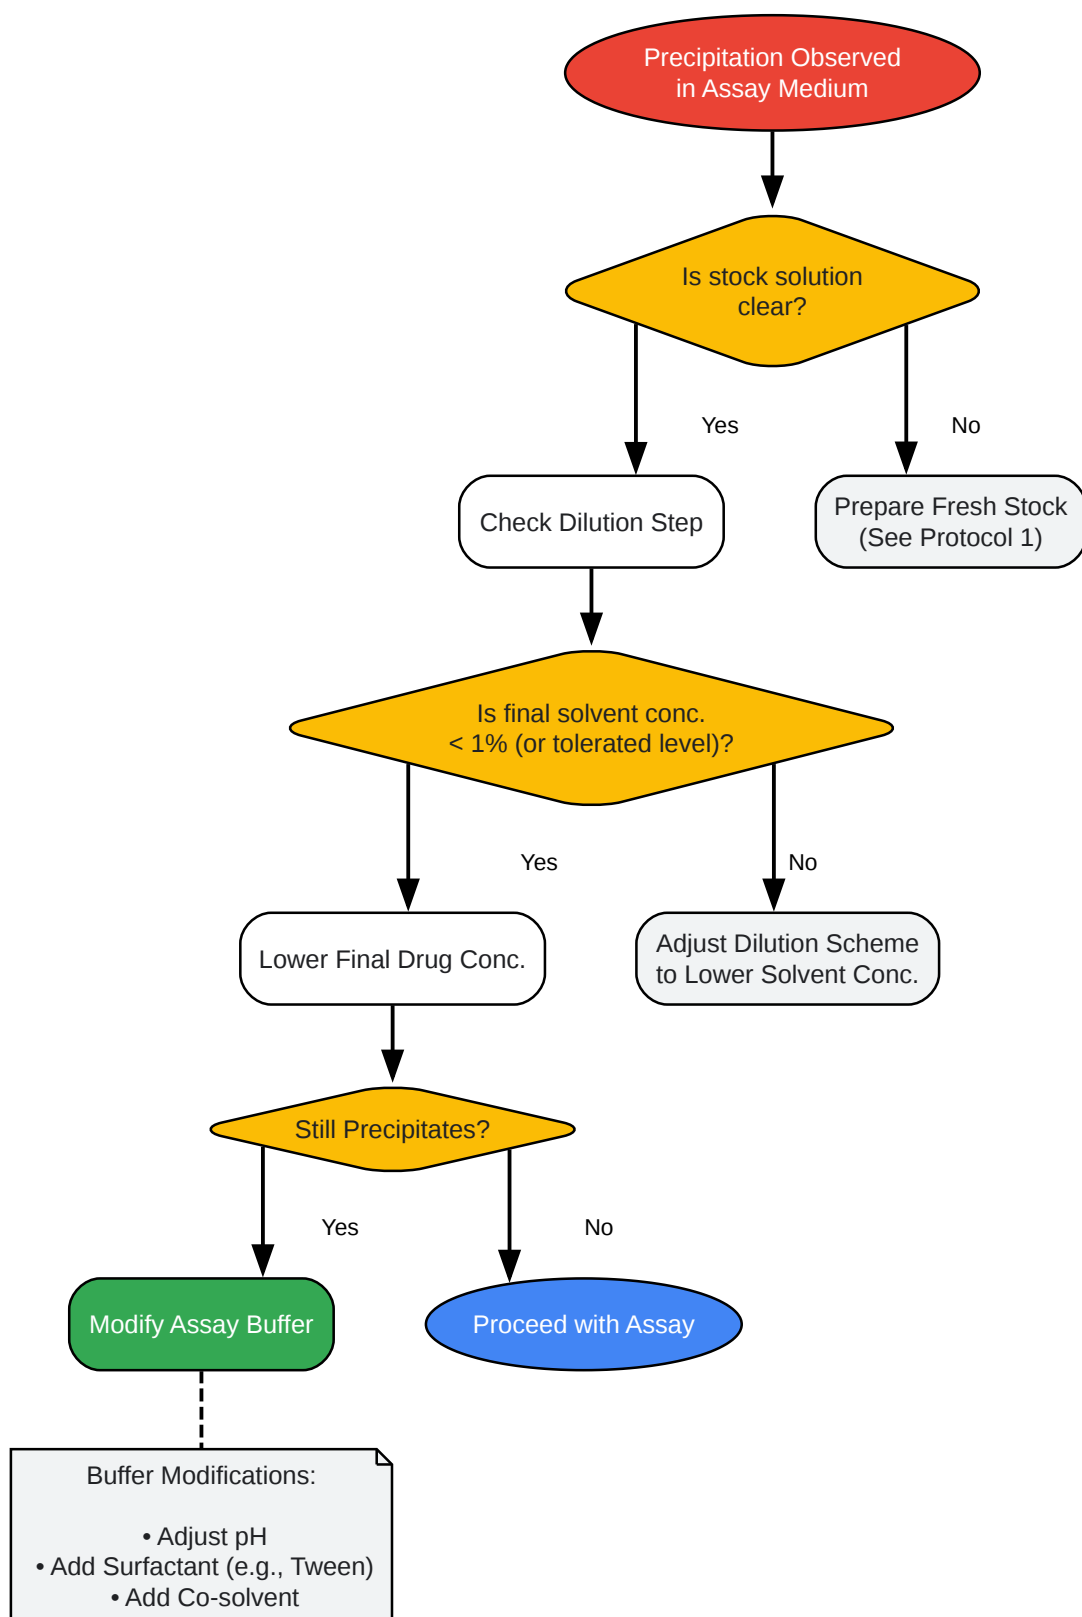 Precipitation Observed
in Assay Medium
Is stock solution
clear?
Yes
No
Check Dilution Step
Prepare Fresh Stock
(See Protocol 1)
Is final solvent conc.
< 1% (or tolerated level)?
Yes
No
Lower Final Drug Conc.
Adjust Dilution Scheme
to Lower Solvent Conc.
Still Precipitates?
Yes
No
Modify Assay Buffer
Proceed with Assay
Buffer Modifications:
• Adjust pH
• Add Surfactant (e.g., Tween)
• Add Co-solvent